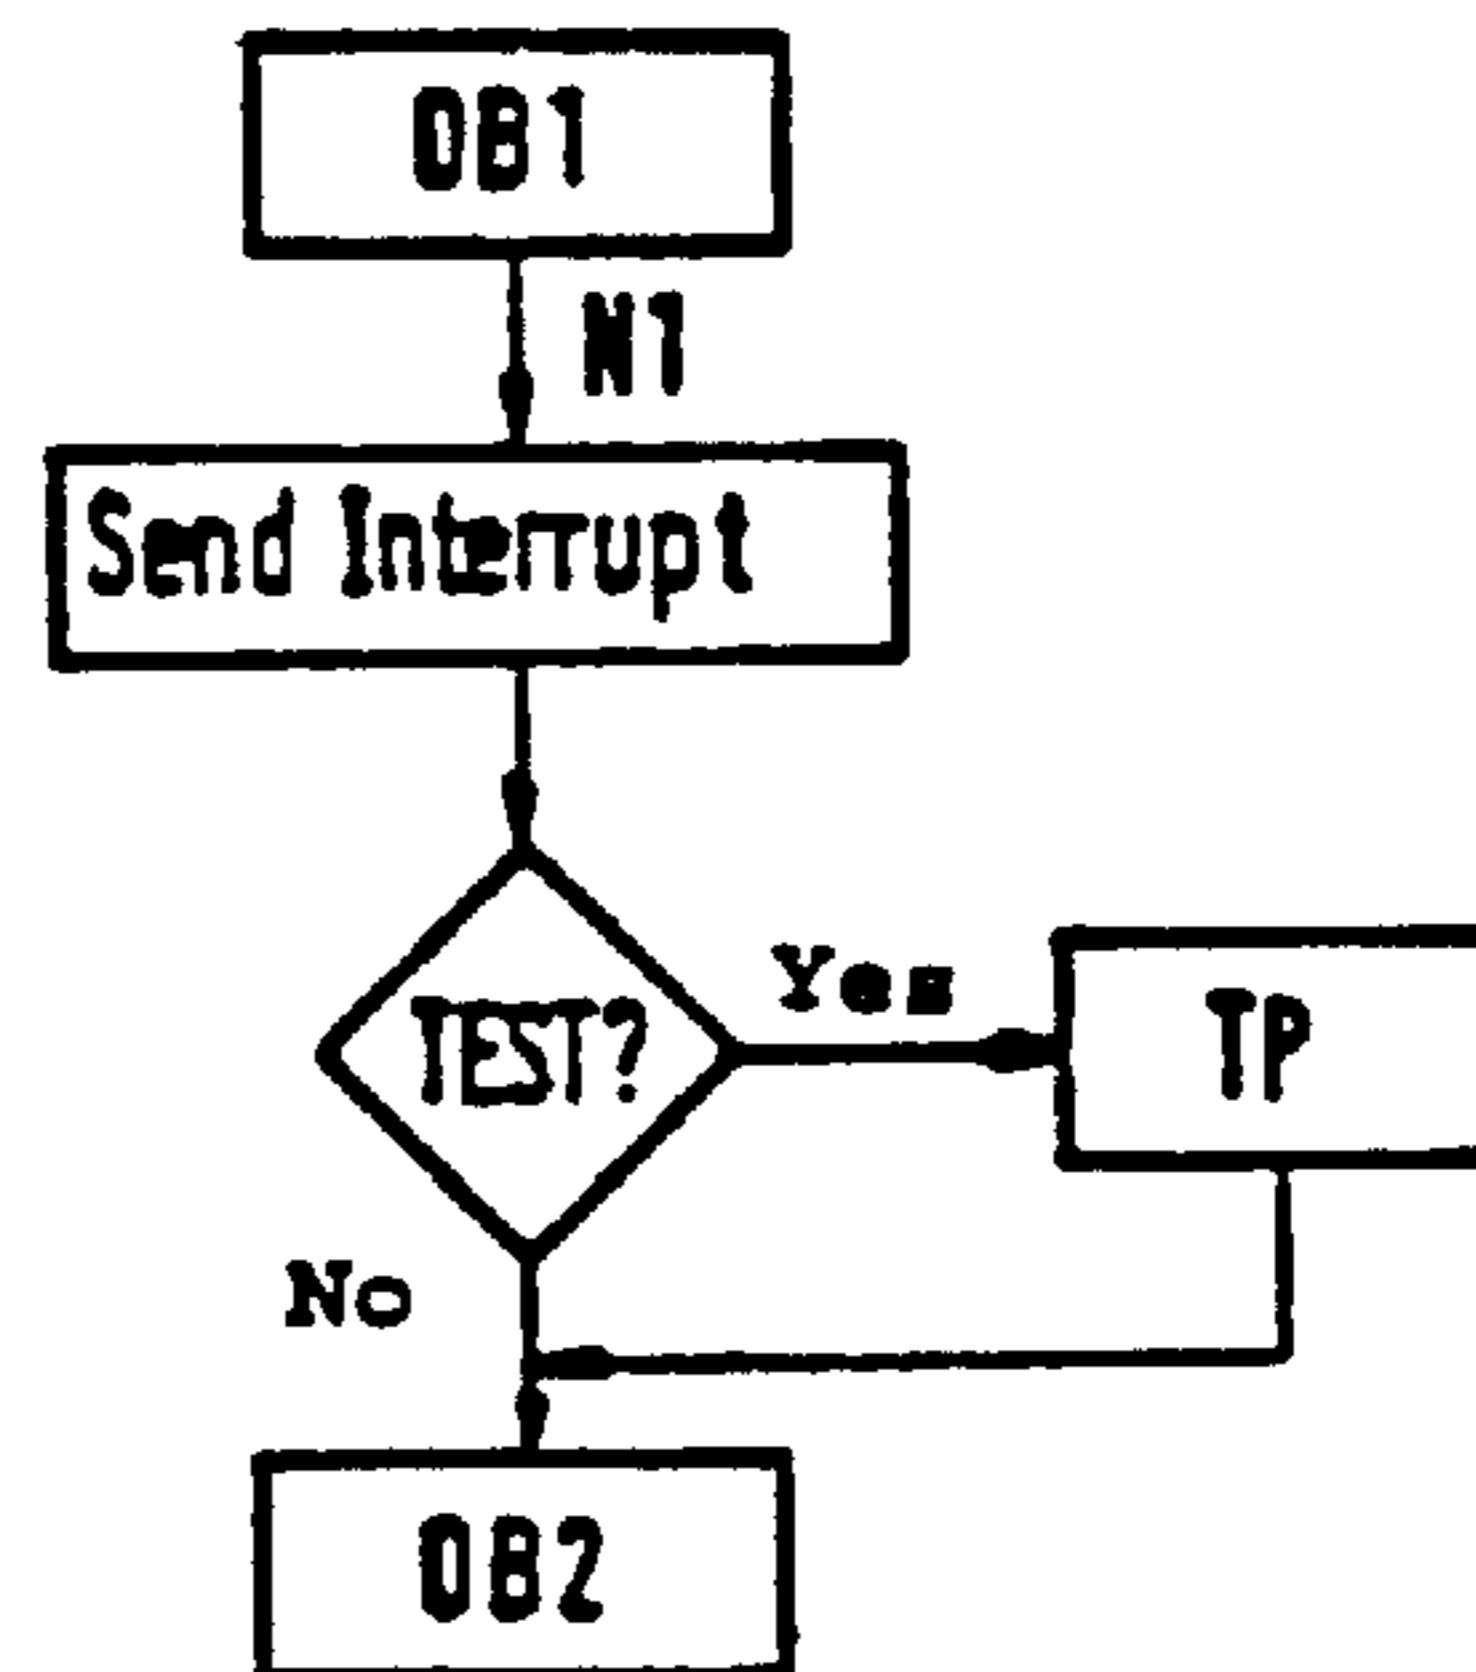 OB1
N1
Send Interrupt
Yes
TEST?
TP
No
OB2